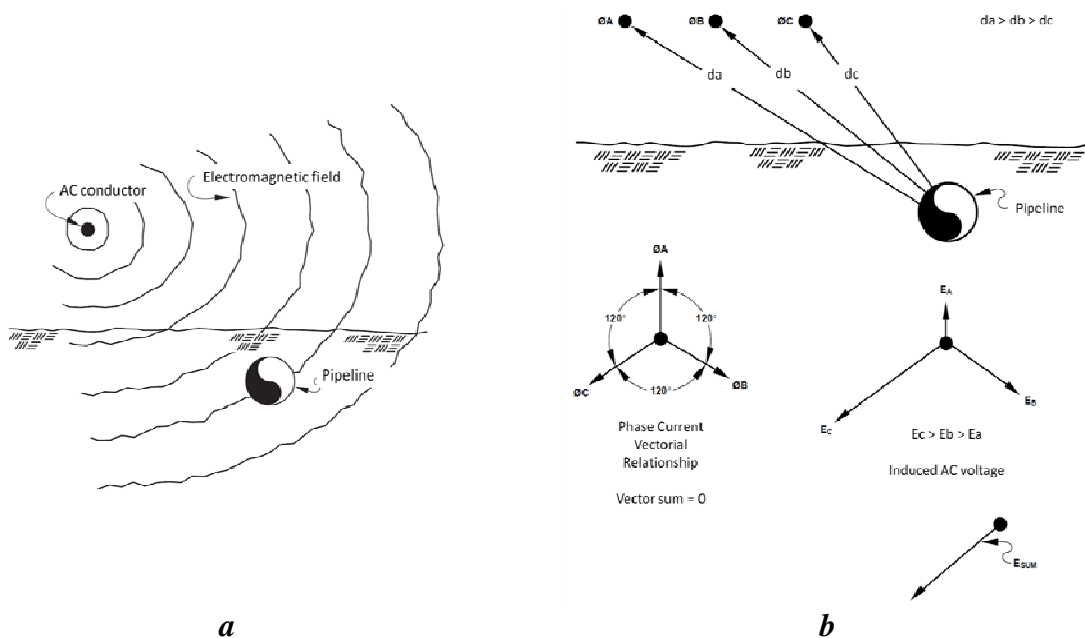 AC conductor
Electromagnetic field
Pipeline
a
ØA
ØB
ØC
da > db > dc
da
db
dc
Pipeline
ØA
120°
120°
ØC
120°
ØB
Phase Current
Vectorial
Relationship
Vector sum = 0
EA
EB
EC
Ec > Eb > Ea
Induced AC voltage
ESUM
b